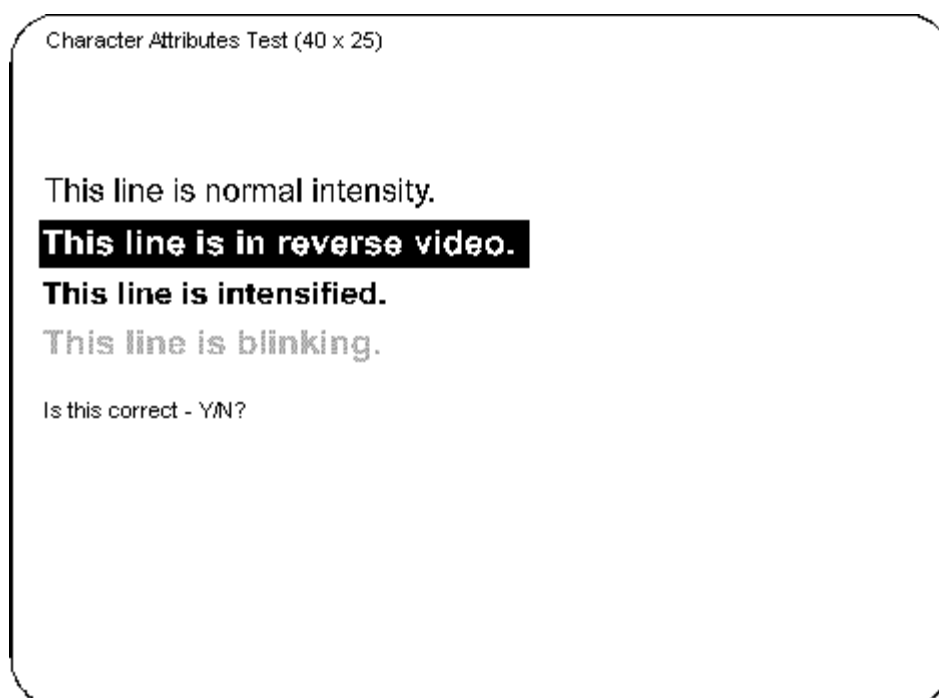 Character Attributes Test (40 x 25)
This line is normal intensity.
This line is in reverse video.
This line is intensified.
This line is blinking.
Is this correct - Y/N?